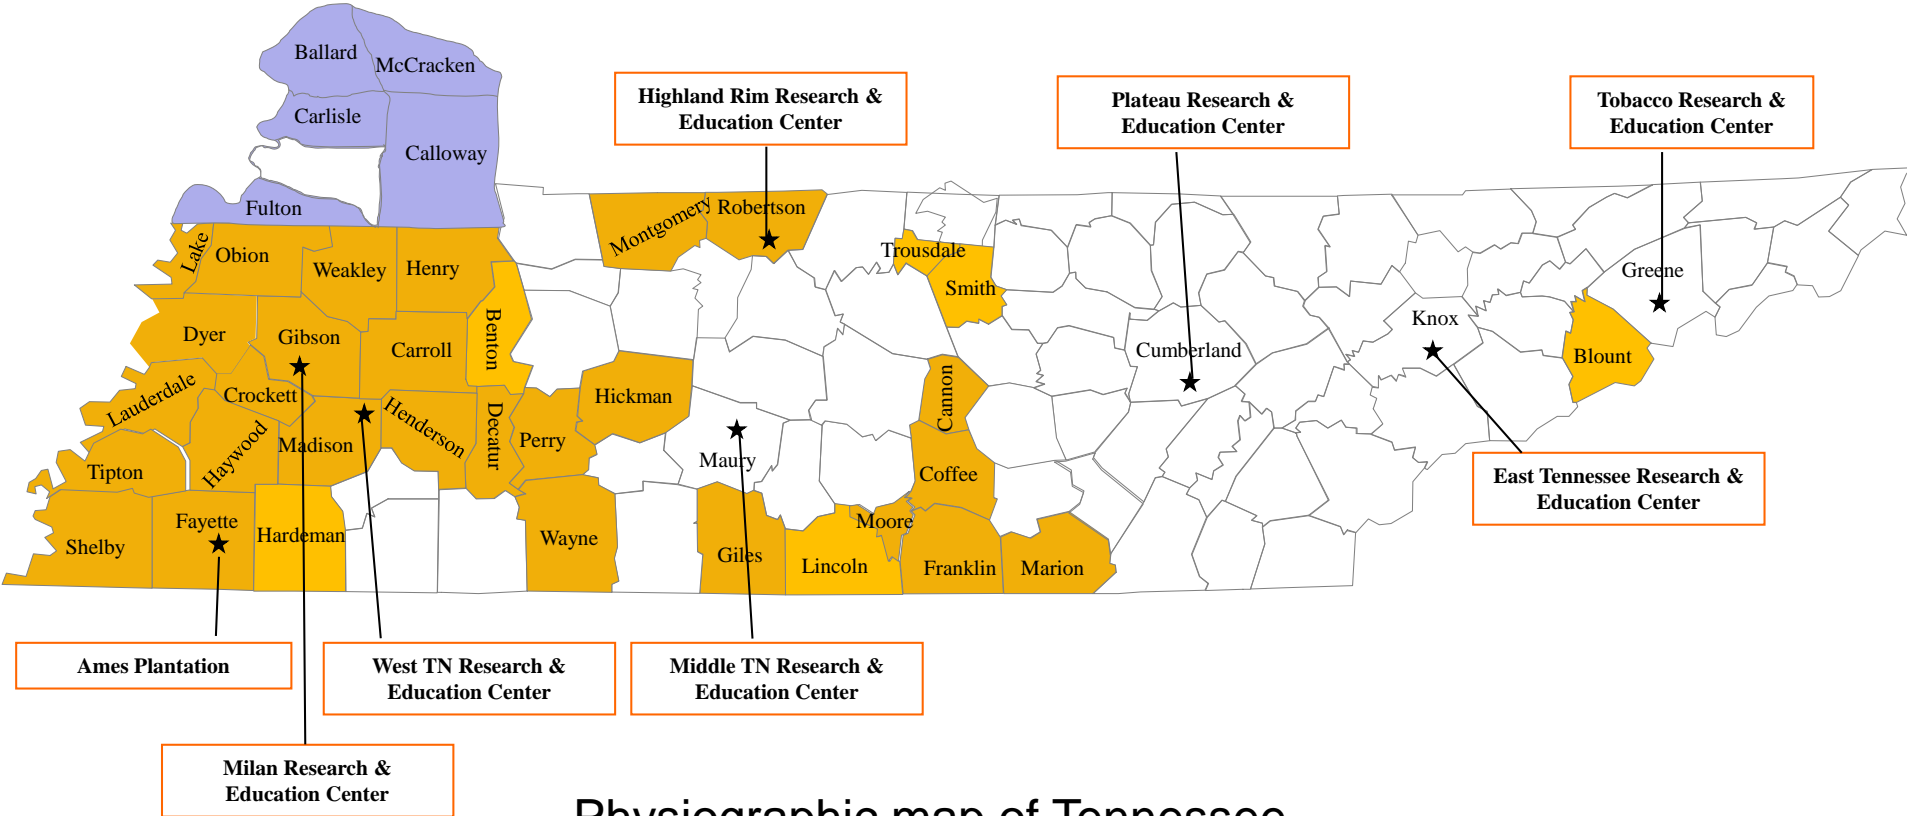 Ballard
McCracken
Carlisle
Calloway
Fulton
Highland Rim Research &
Education Center
Plateau Research &
Education Center
Tobacco Research &
Education Center
Lake
Obion
Weakley
Henry
Montgomery
Robertson
Trousdale
Smith
Greene
Dyer
Gibson
Carroll
Benton
Knox
Cumberland
Blount
Lauderdale
Crockett
Henderson
Decatur
Hickman
Cannon
Haywood
Madison
Perry
Maury
Tipton
Coffee
East Tennessee Research &
Education Center
Shelby
Fayette
Hardeman
Wayne
Giles
Lincoln
Moore
Franklin
Marion
Ames Plantation
West TN Research &
Education Center
Middle TN Research &
Education Center
Milan Research &
Education Center
Physiographic map of Tennessee